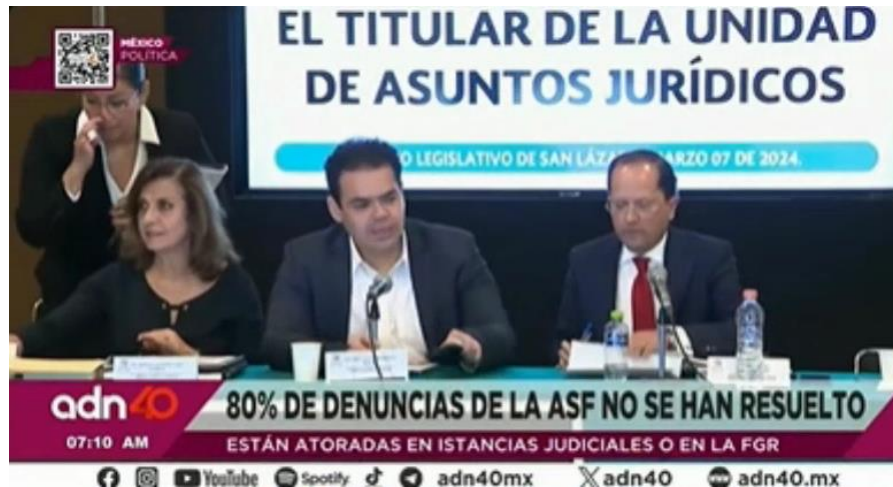 MÉXICO
POLÍTICA
EL TITULAR DE LA UNIDAD
DE ASUNTOS JURÍDICOS
LEGISLATIVO DE SAN 07 DE 2024.
adn40
80% DE DENUNCIAS DE LA ASF NO SE HAN RESUELTO
07:10 AM
ESTÁN ATORADAS EN ISTANCIAS JUDICIALES O EN LA FGR
YouTube Spotify adn40mx adn40 adn40.mx